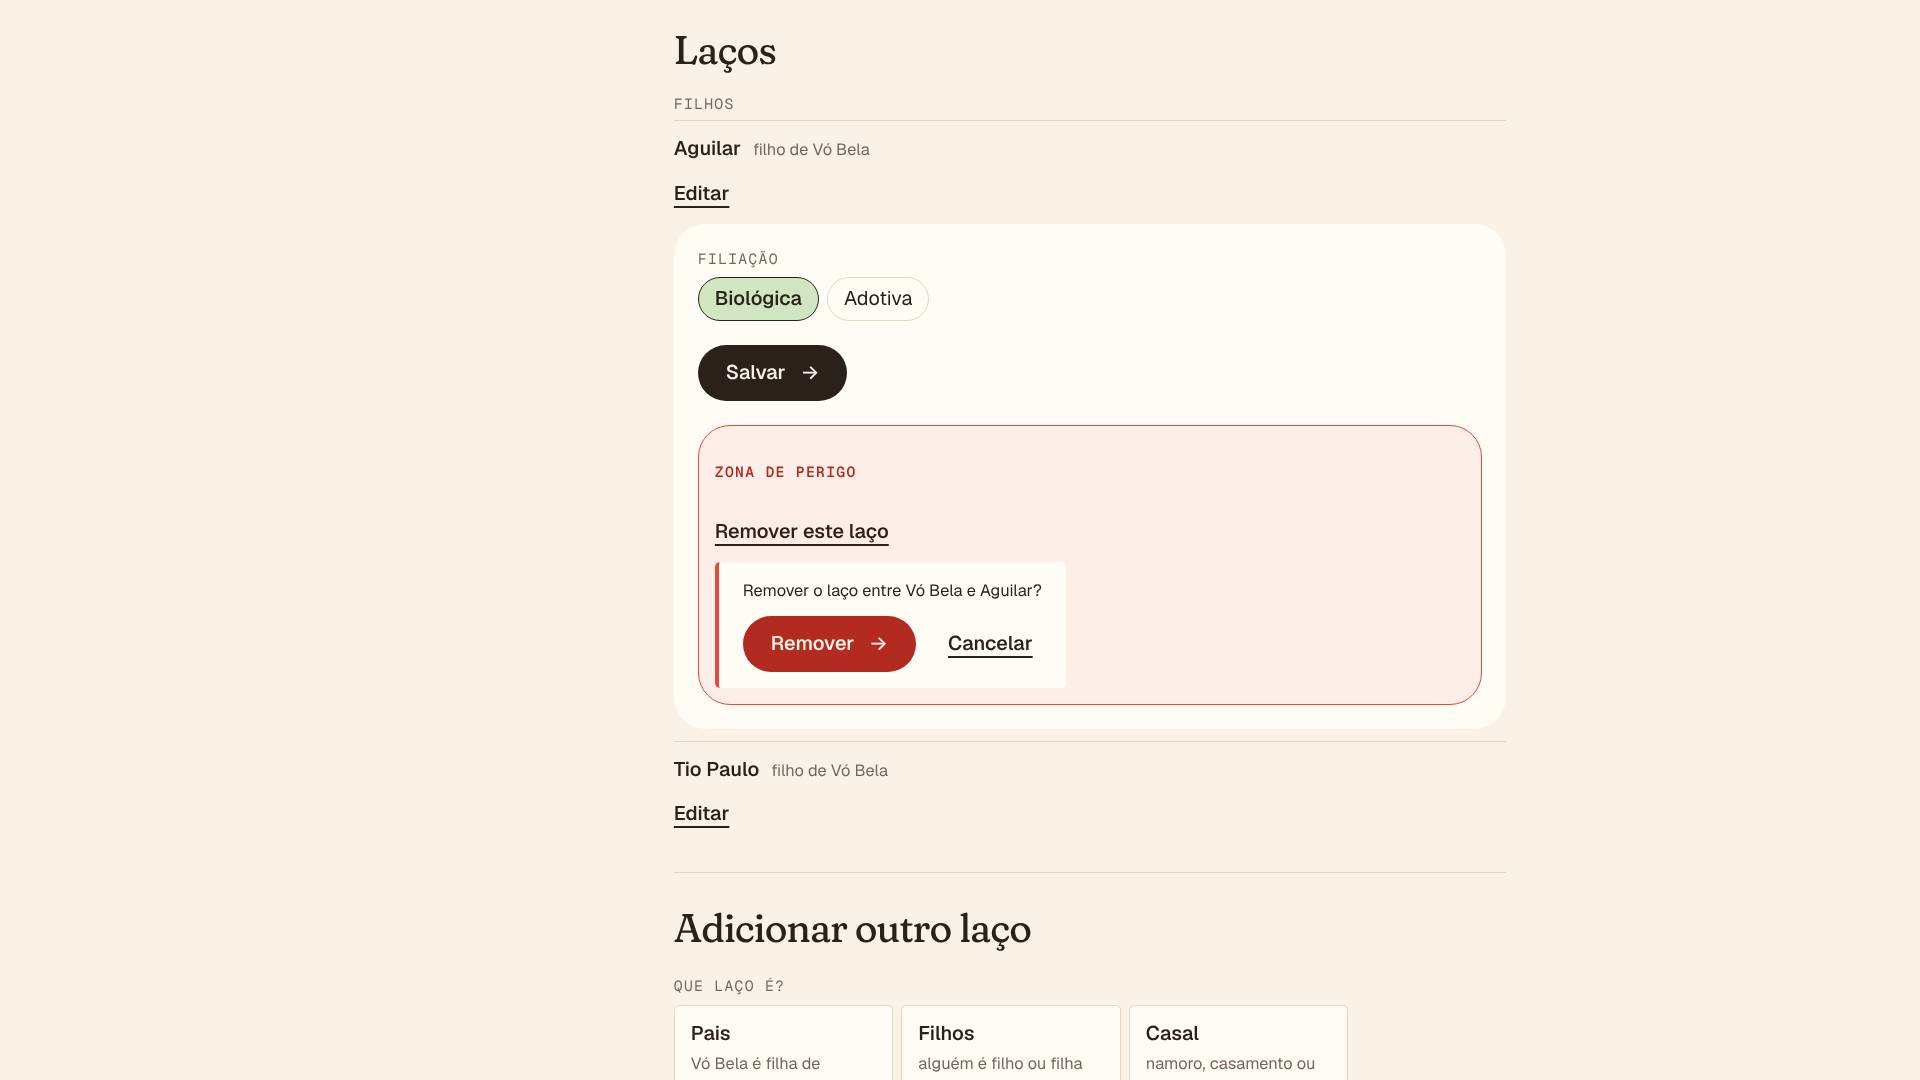 Laços
FILHOS
Aguilar filho de Vó Bela
Editar
FILIAÇÃO
Biológica Adotiva
Salvar →
ZONA DE PERIGO
Remover este laço
Remover o laço entre Vó Bela e Aguilar?
Remover → Cancelar
Tio Paulo filho de Vó Bela
Editar
Adicionar outro laço
QUE LAÇO É?
Pais Filhos Casal
Vó Bela é filha de alguém é filho ou filha namoro, casamento ou